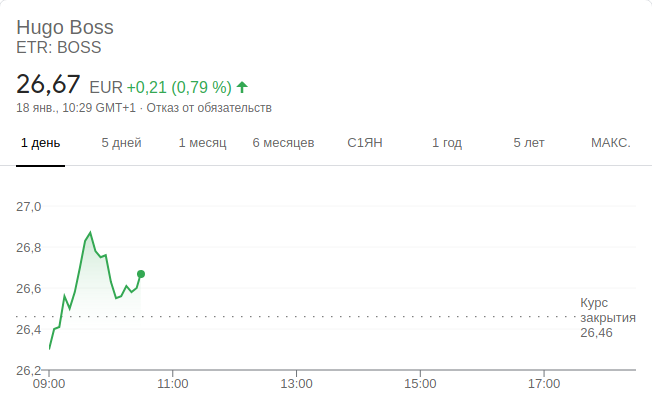 Hugo Boss
ETR: BOSS
26,67 EUR +0,21 (0,79 %)
18 янв., 10:29 GMT+1 · Отказ от обязательств
1 день 5 дней 1 месяц 6 месяцев С1ЯН 1 год 5 лет МАКС.
27,0
26,8
26,6
Курс
закрытия
26,46
26,4
26,2
09:00 11:00 13:00 15:00 17:00